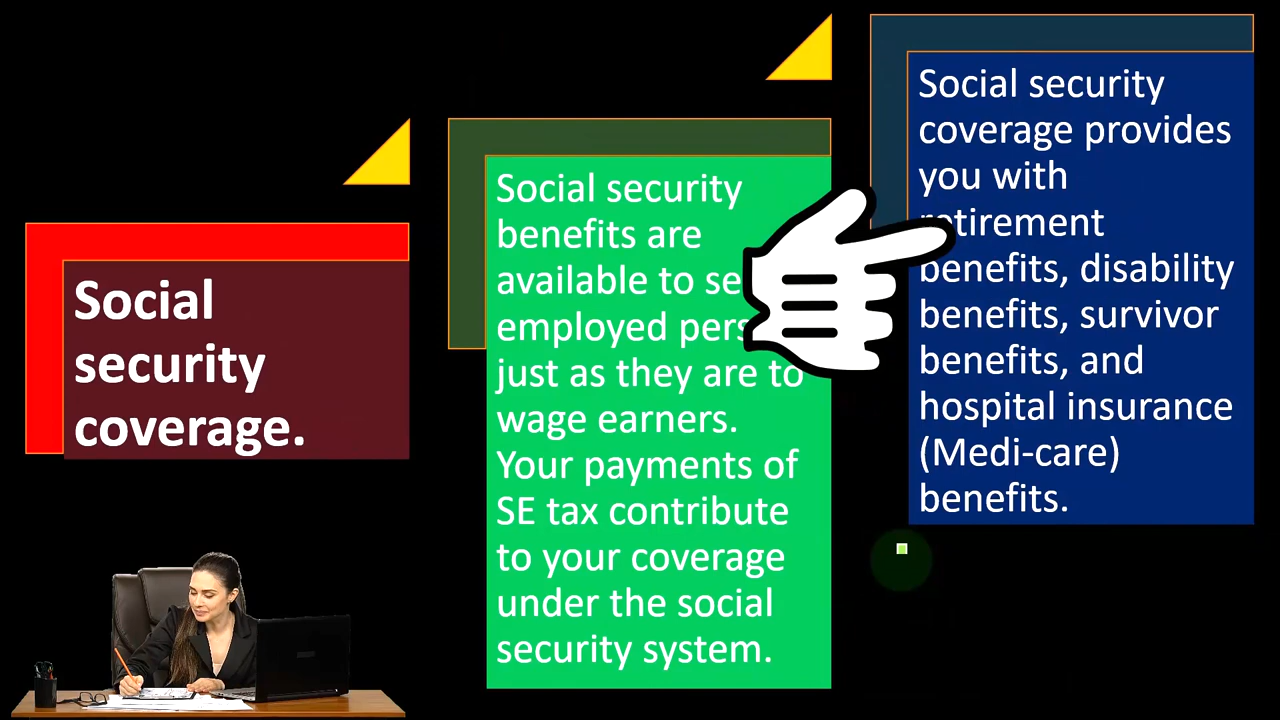 Social
security
coverage.
Social security
benefits are
available to
employed
just as they are to
wage earners.
Your payments of
SE tax contribute
to your coverage
under the social
security system.
Social security
coverage provides
you with
retirement
benefits, disability
benefits, survivor
benefits, and
hospital insurance
(Medi-care)
benefits.